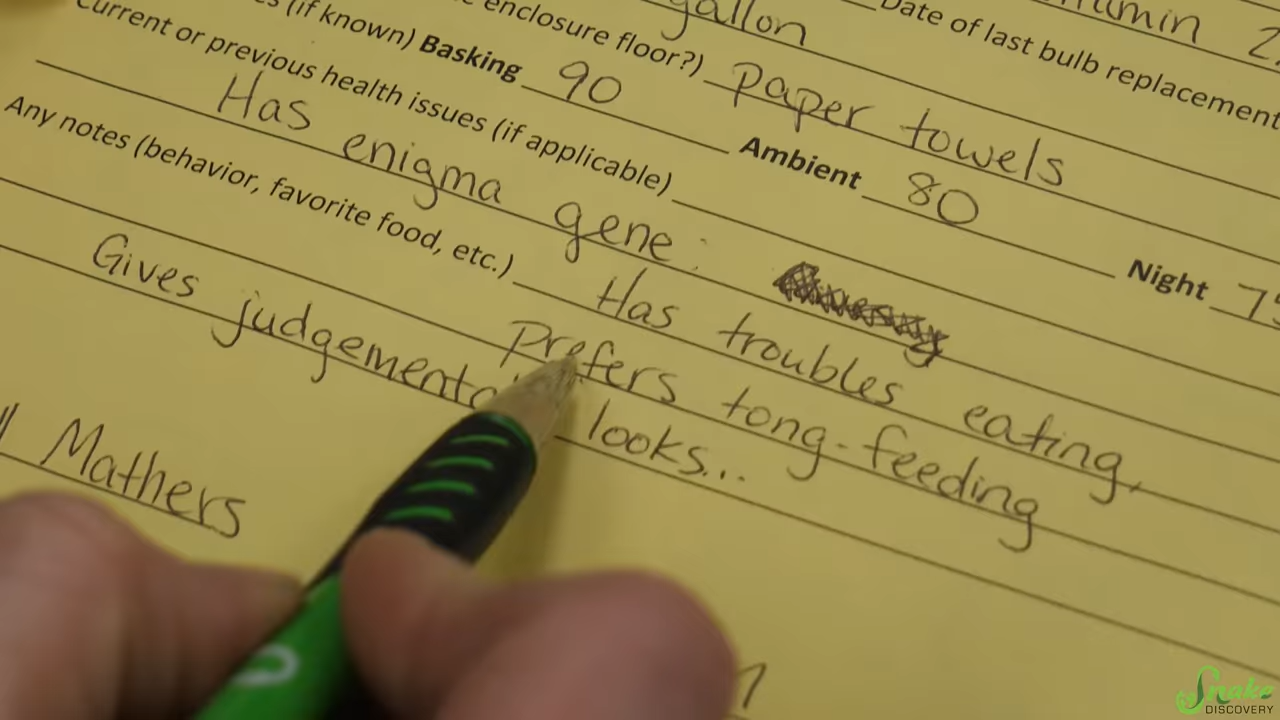 gallon
Date of last bulb replacement
enclosure floor?) paper towels
(if known) Basking 90 Ambient 80 Night
Current or previous health issues (if applicable)
Has enigma gene:
Any notes (behavior, favorite food, etc.) Has troubles eating,
Prefers tong-feeding
Gives judgemental looks...
Mathers
Snake
DISCOVERY